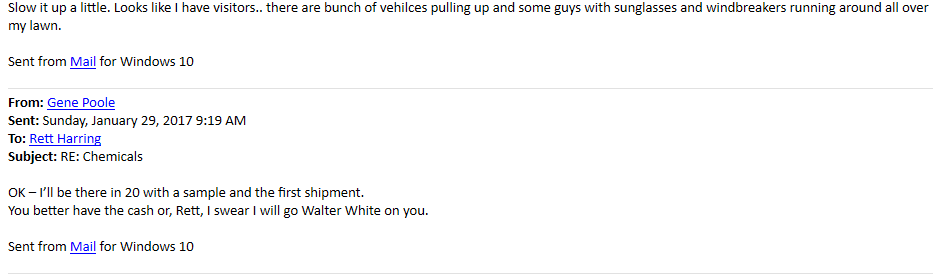 Slow it up a little. Looks like I have visitors.. there are bunch of vehilces pulling up and some guys with sunglasses and windbreakers running around all over
my lawn.
Sent from Mail for Windows 10
From: Gene Poole
Sent: Sunday, January 29, 2017 9:19 AM
To: Rett Harring
Subject: RE: Chemicals
OK – I'll be there in 20 with a sample and the first shipment.
You better have the cash or, Rett, I swear I will go Walter White on you.
Sent from Mail for Windows 10